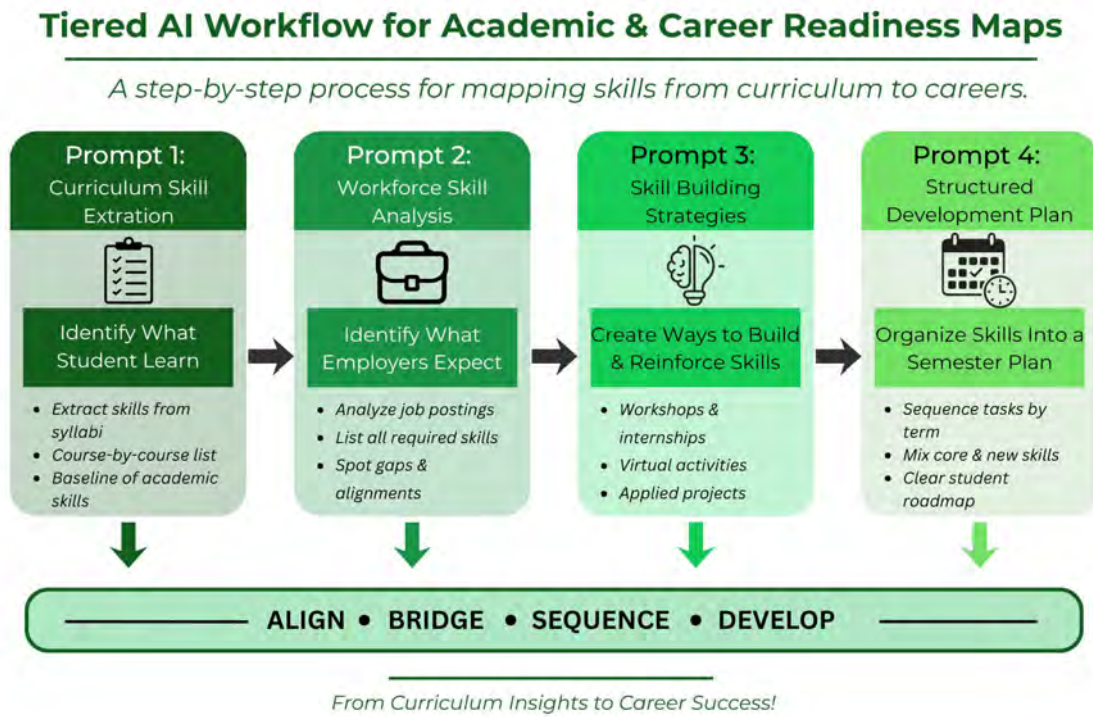 Tiered AI Workflow for Academic & Career Readiness Maps
A step-by-step process for mapping skills from curriculum to careers.
Prompt 1:
Curriculum Skill
Extration
Identify What
Student Learn
• Extract skills from
syllabi
• Course-by-course list
• Baseline of academic
skills
Prompt 2:
Workforce Skill
Analysis
Identify What
Employers Expect
• Analyze job postings
• List all required skills
• Spot gaps &
alignments
Prompt 3:
Skill Building
Strategies
Create Ways to Build
& Reinforce Skills
• Workshops &
internships
• Virtual activities
• Applied projects
Prompt 4:
Structured
Development Plan
Organize Skills Into a
Semester Plan
• Sequence tasks by
term
• Mix core & new skills
• Clear student
roadmap
ALIGN • BRIDGE • SEQUENCE • DEVELOP
From Curriculum Insights to Career Success!